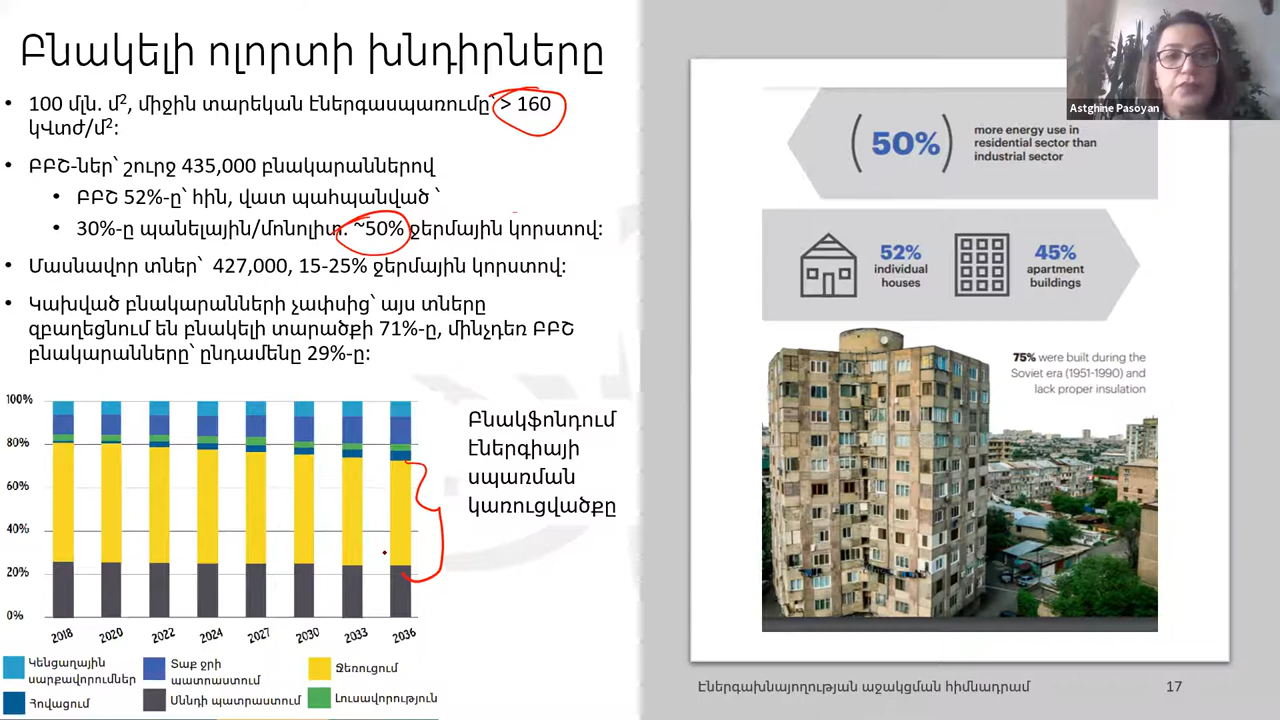 Բնակելի ոլորտի խնդիրները
• 100 մլն. մ², միջին տարեկան էներգասպառումը՝ > 160
կՎտժ/մ²:
• ԲԲՇ-ներ՝ շուրջ 435,000 բնակարաններով
• ԲԲՇ 52%-ը՝ հին, վատ պահպանված ՝
• 30%-ը պանելային/մոնոլիտ. ~50% ջերմային կորստով:
• Մասնավոր տներ՝ 427,000, 15-25% ջերմային կորստով:
• Կախված բնակարանների չափսից՝ այս տները
զբաղեցնում են բնակելի տարածքի 71%-ը, մինչդեռ ԲԲՇ
բնակարանները՝ ընդամենը 29%-ը:
100%
80%
60%
40%
20%
0%
2018 2020 2022 2024 2027 2030 2033 2036
Կենցաղային
սարքավորումներ
Տաք ջրի
պատրաստում
Ջեռուցում
Հովացում
Սննդի պատրաստում
Լուսավորություն
Բնակֆոնդում
էներգիայի
սպառման
կառուցվածքը
Astghine Pasoyan
(50%)
more energy use in
residential sector than
industrial sector
52%
individual
houses
45%
apartment
buildings
75% were built during the
Soviet era (1951-1990) and
lack proper insulation
Էներգախնայողության աջակցման հիմնադրամ
17